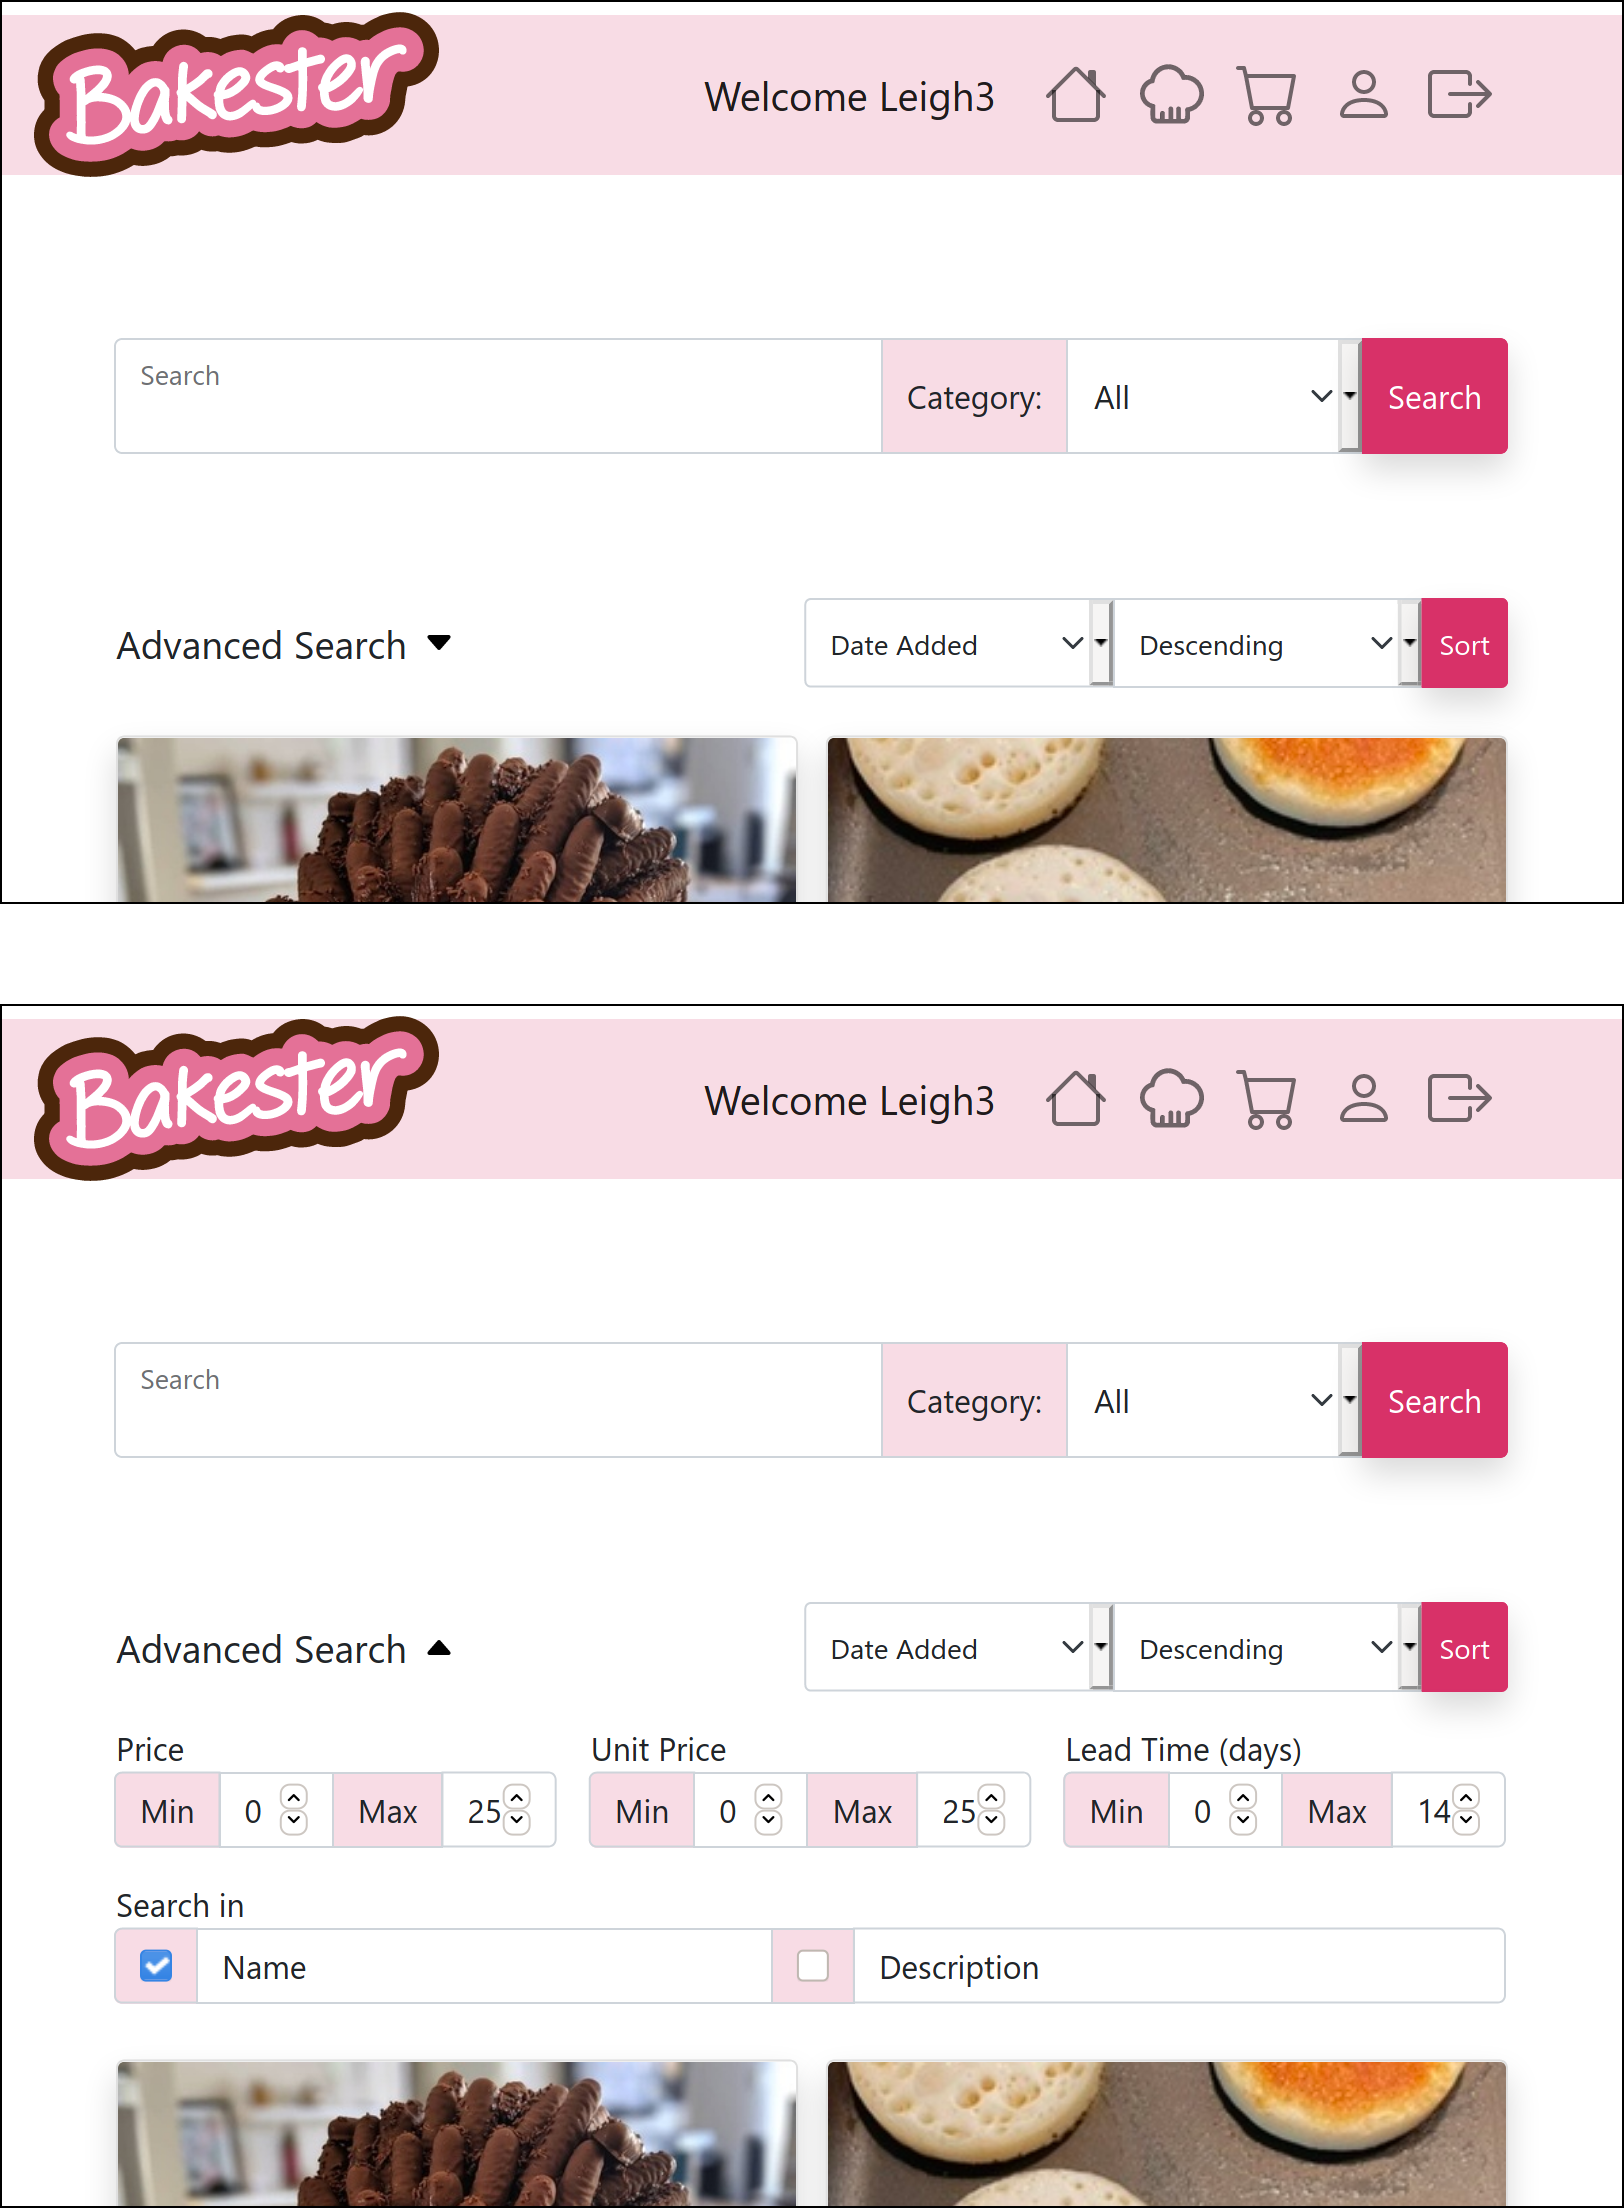 Bakester
Welcome Leigh3
Search Category: All Search
Advanced Search Date Added Descending Sort
Bakester
Welcome Leigh3
Search Category: All Search
Advanced Search Date Added Descending Sort
Price Unit Price Lead Time (days)
Min 0 Max 25 Min 0 Max 25 Min 0 Max 14
Search in
Name Description